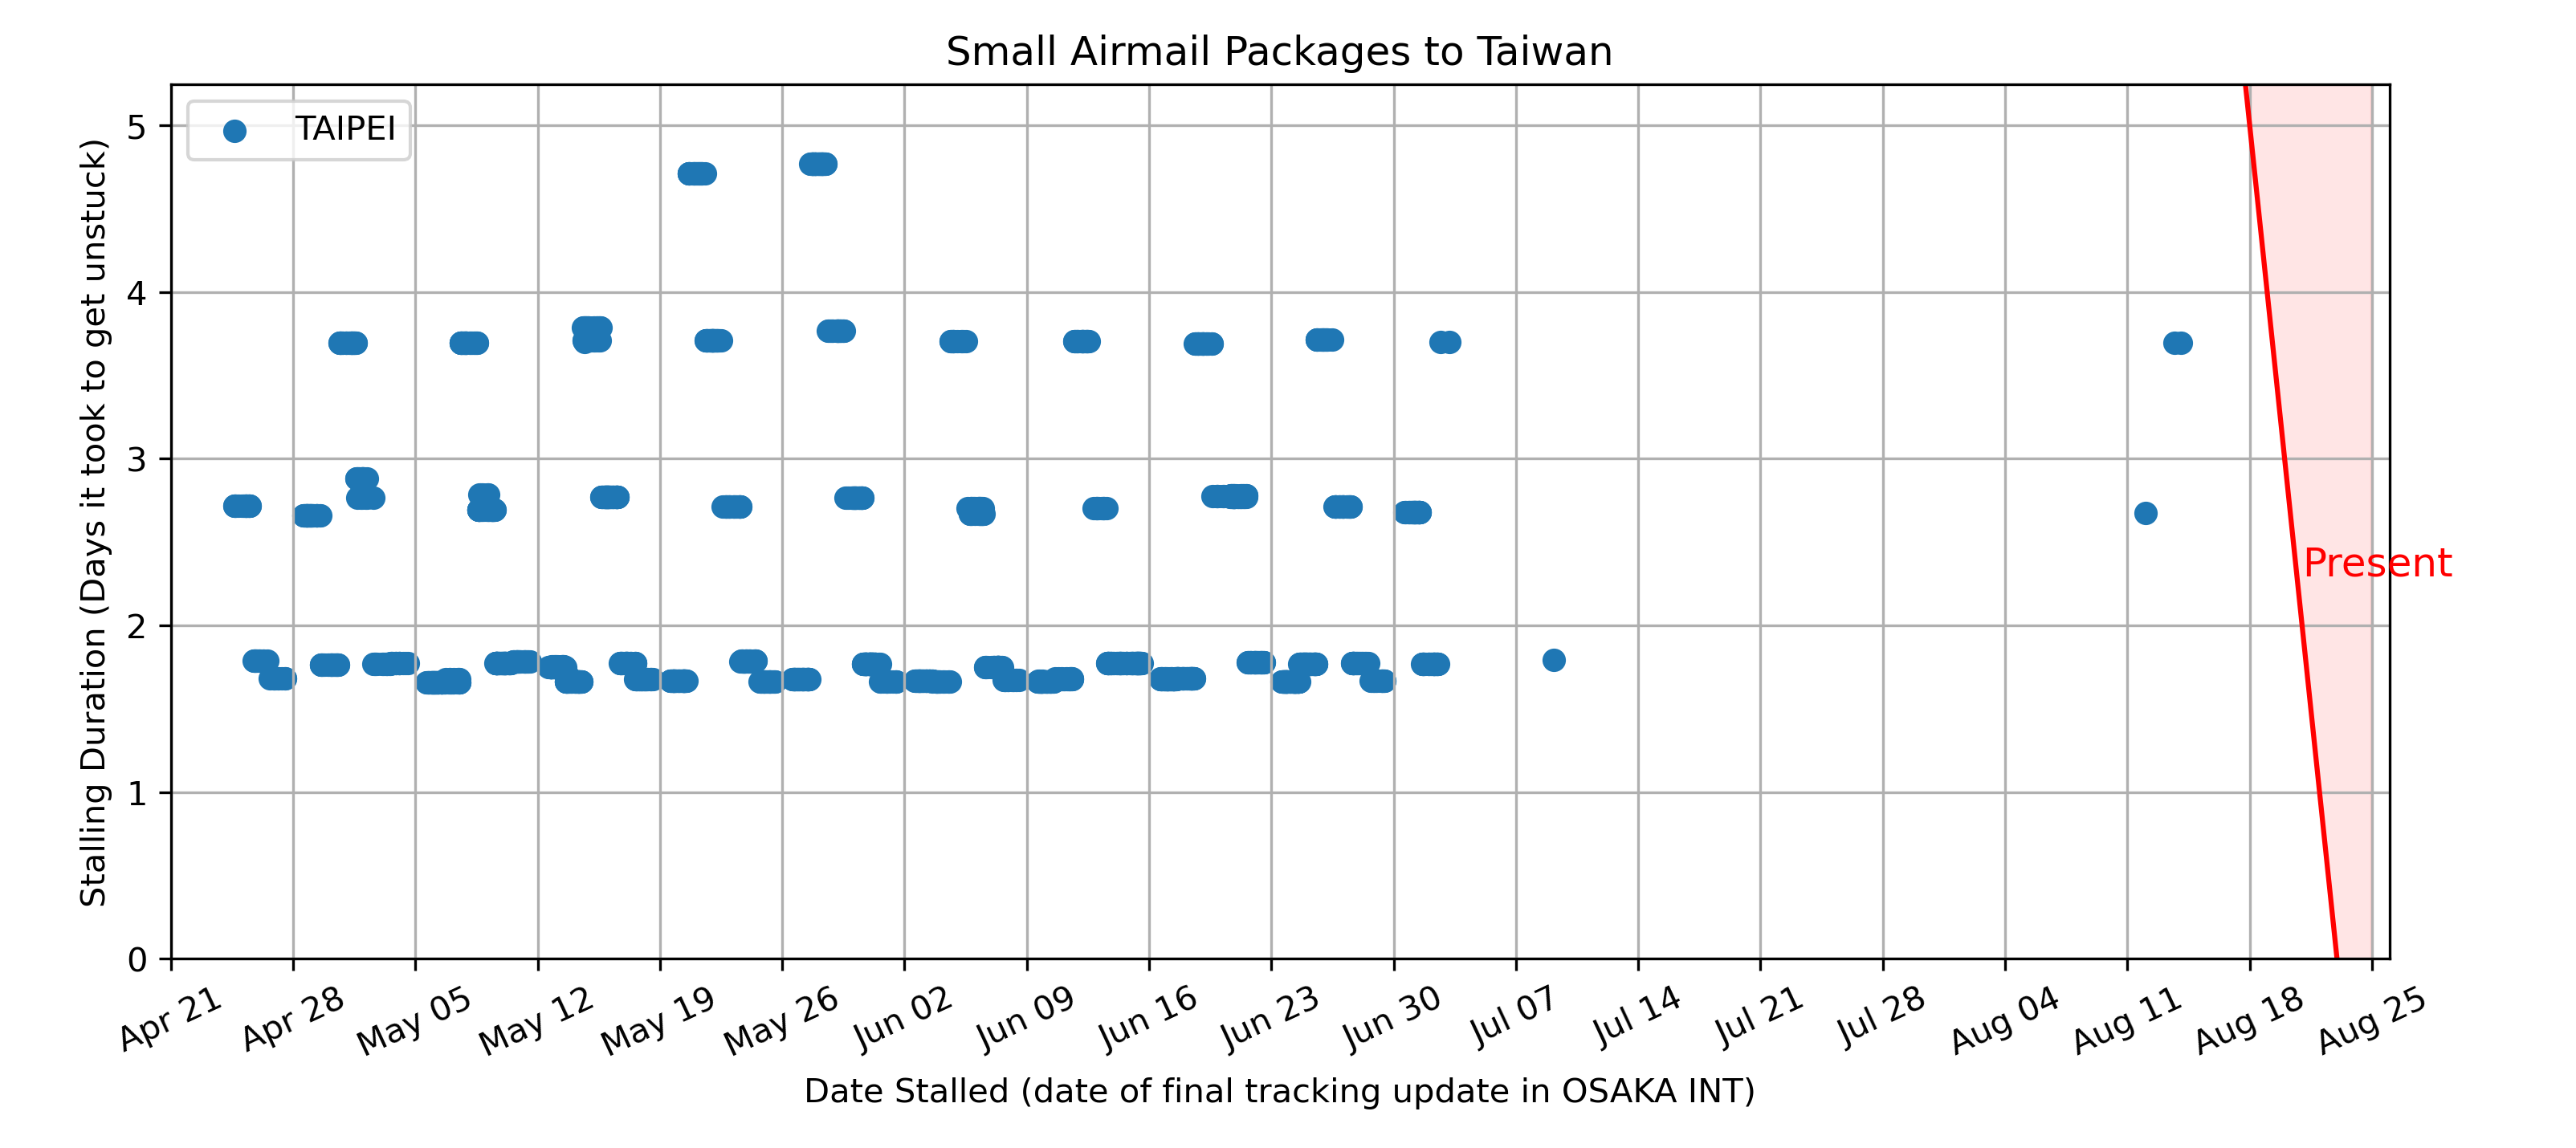 Small Airmail Packages to Taiwan
TAIPEI
Stalling Duration (Days it took to get unstuck)
5
4
3
2
1
0
Present
Apr 21
Apr 28
May 05
May 12
May 19
May 26
Jun 02
Jun 09
Jun 16
Jun 23
Jun 30
Jul 07
Jul 14
Jul 21
Jul 28
Aug 04
Aug 11
Aug 18
Aug 25
Date Stalled (date of final tracking update in OSAKA INT)